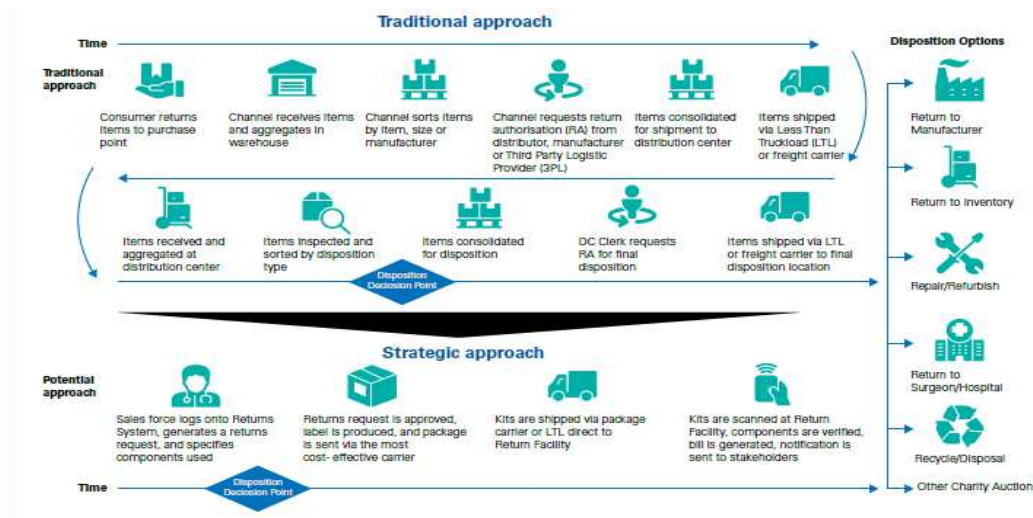 Traditional approach
Time
Disposition Options
Traditional
approach
Consumer returns
items to purchase
point
Channel receives items
and aggregates in
warehouse
Channel sorts items
by item, size or
manufacturer
Channel requests return
authorisation (RA) from
distributor, manufacturer
or Third Party Logistic
Provider (3PL)
Items consolidated
for shipment to
distribution center
Items shipped
via Less Than
Truckload (LTL)
or freight carrier
Return to
Manufacturer
Return to Inventory
Items received and
aggregated at
distribution center
Items inspected and
sorted by disposition
type
Items consolidated
for disposition
DC Clerk requests
RA for final
disposition
Items shipped via LTL
or freight carrier to final
disposition location
Disposition
Declosion Point
Repair/Refurbish
Strategic approach
Potential
approach
Sales force logs onto Returns
System, generates a returns
request, and specifies
components used
Returns request is approved,
label is produced, and package
is sent via the most
cost- effective carrier
Kits are shipped via package
carrier or LTL direct to
Return Facility
Kits are scanned at Return
Facility, components are verified,
bill is generated, notification is
sent to stakeholders
Return to
Surgeon/Hospital
Recycle/Disposal
Time
Disposition
Declosion Point
Other Charity Auction